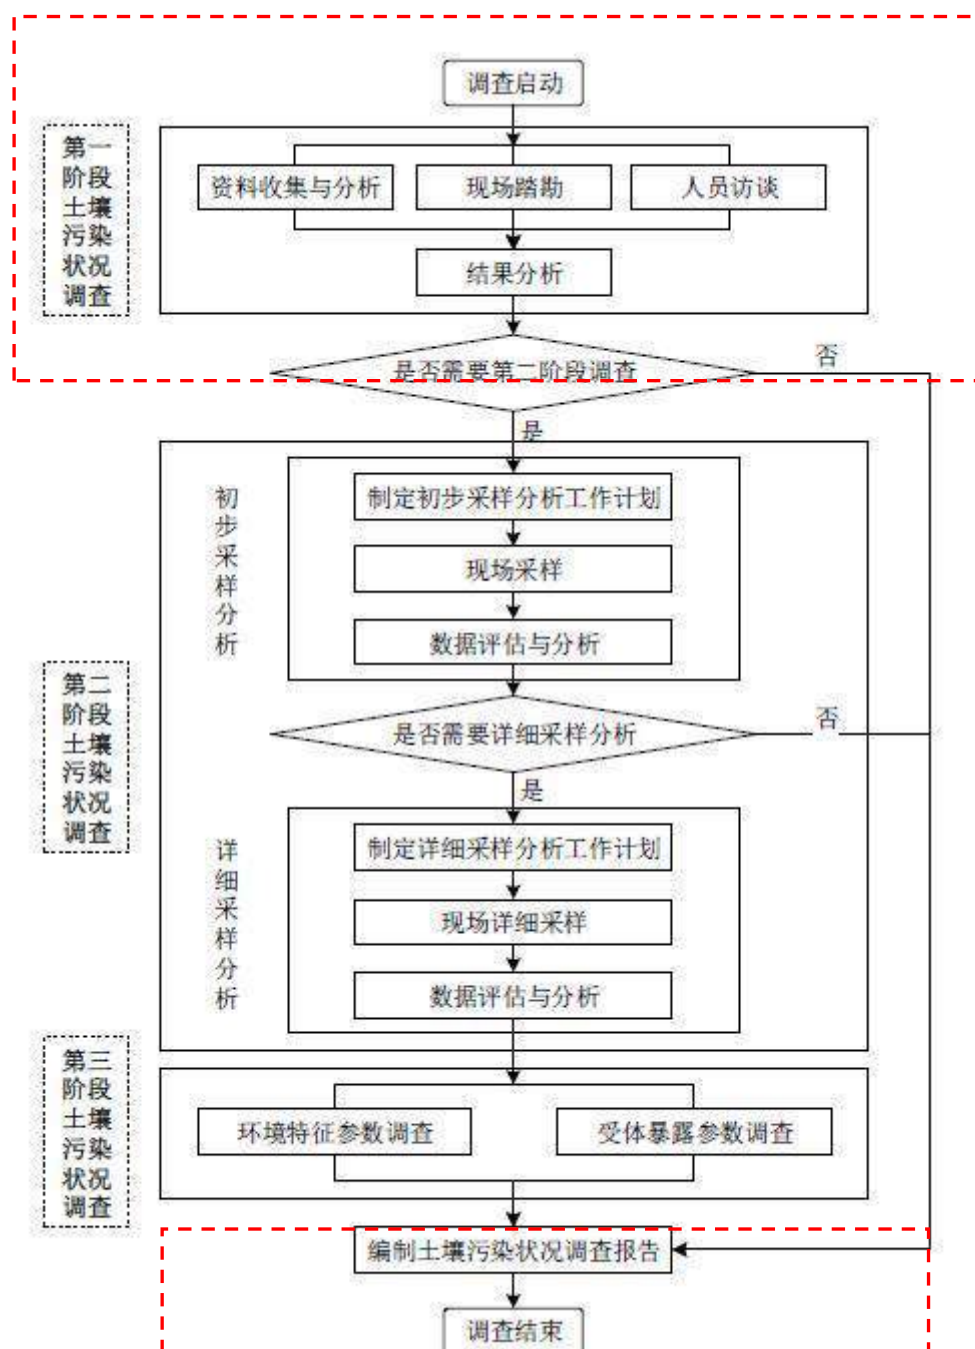 调查启动
第一
阶段
土壤
污染
状况
调查
资料收集与分析
现场踏勘
人员访谈
结果分析
是否需要第二阶段调查
否
是
初
步
采
样
分
析
制定初步采样分析工作计划
现场采样
数据评估与分析
第二
阶段
土壤
污染
状况
调查
是否需要详细采样分析
否
是
详
细
采
样
分
析
制定详细采样分析工作计划
现场详细采样
数据评估与分析
第三
阶段
土壤
污染
状况
调查
环境特征参数调查
受体暴露参数调查
编制土壤污染状况调查报告
调查结束